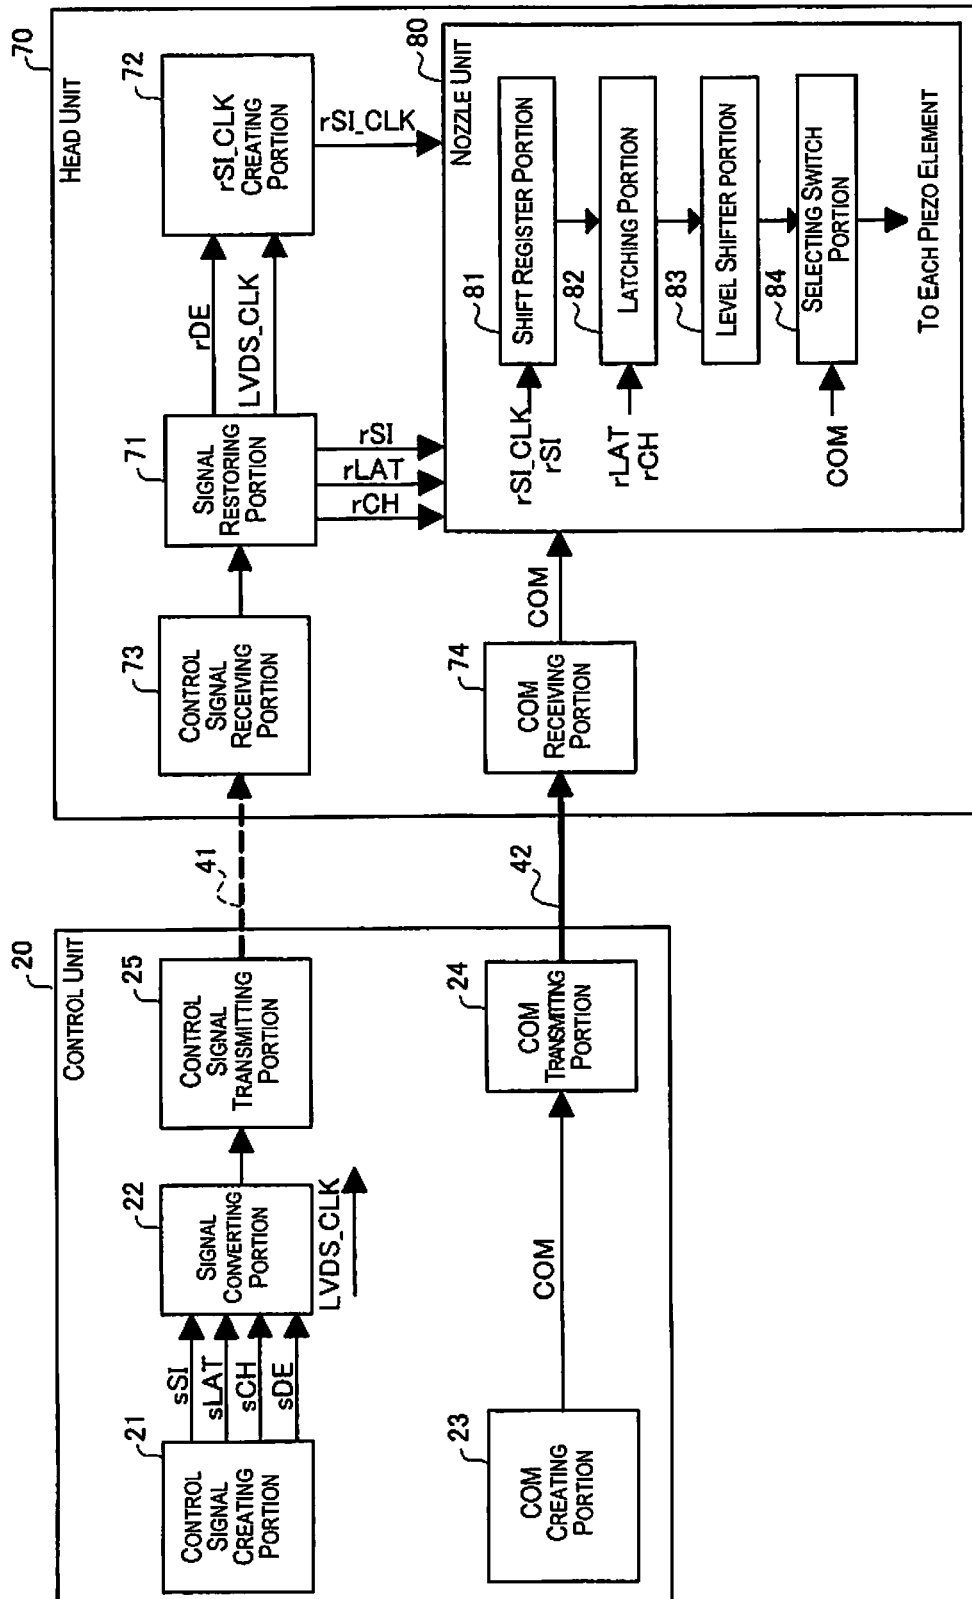 20
CONTROL UNIT
21
CONTROL
SIGNAL
CREATING
PORTION
sSI
sLAT
sCH
sDE
22
SIGNAL
CONVERTING
PORTION
LVDS_CLK
25
CONTROL
SIGNAL
TRANSMITTING
PORTION
23
COM
CREATING
PORTION
COM
24
COM
TRANSMITTING
PORTION
41
42
70
HEAD UNIT
73
CONTROL
SIGNAL
RECEIVING
PORTION
71
SIGNAL
RESTORING
PORTION
rDE
LVDS_CLK
72
rSI_CLK
CREATING
PORTION
rSI_CLK
rSI
rLAT
rCH
74
COM
RECEIVING
PORTION
COM
80
NOZZLE UNIT
81
SHIFT REGISTER PORTION
rSI_CLK
rSI
82
LATCHING PORTION
rLAT
rCH
83
LEVEL SHIFTER PORTION
84
SELECTING SWITCH
PORTION
COM
TO EACH PIEZO ELEMENT